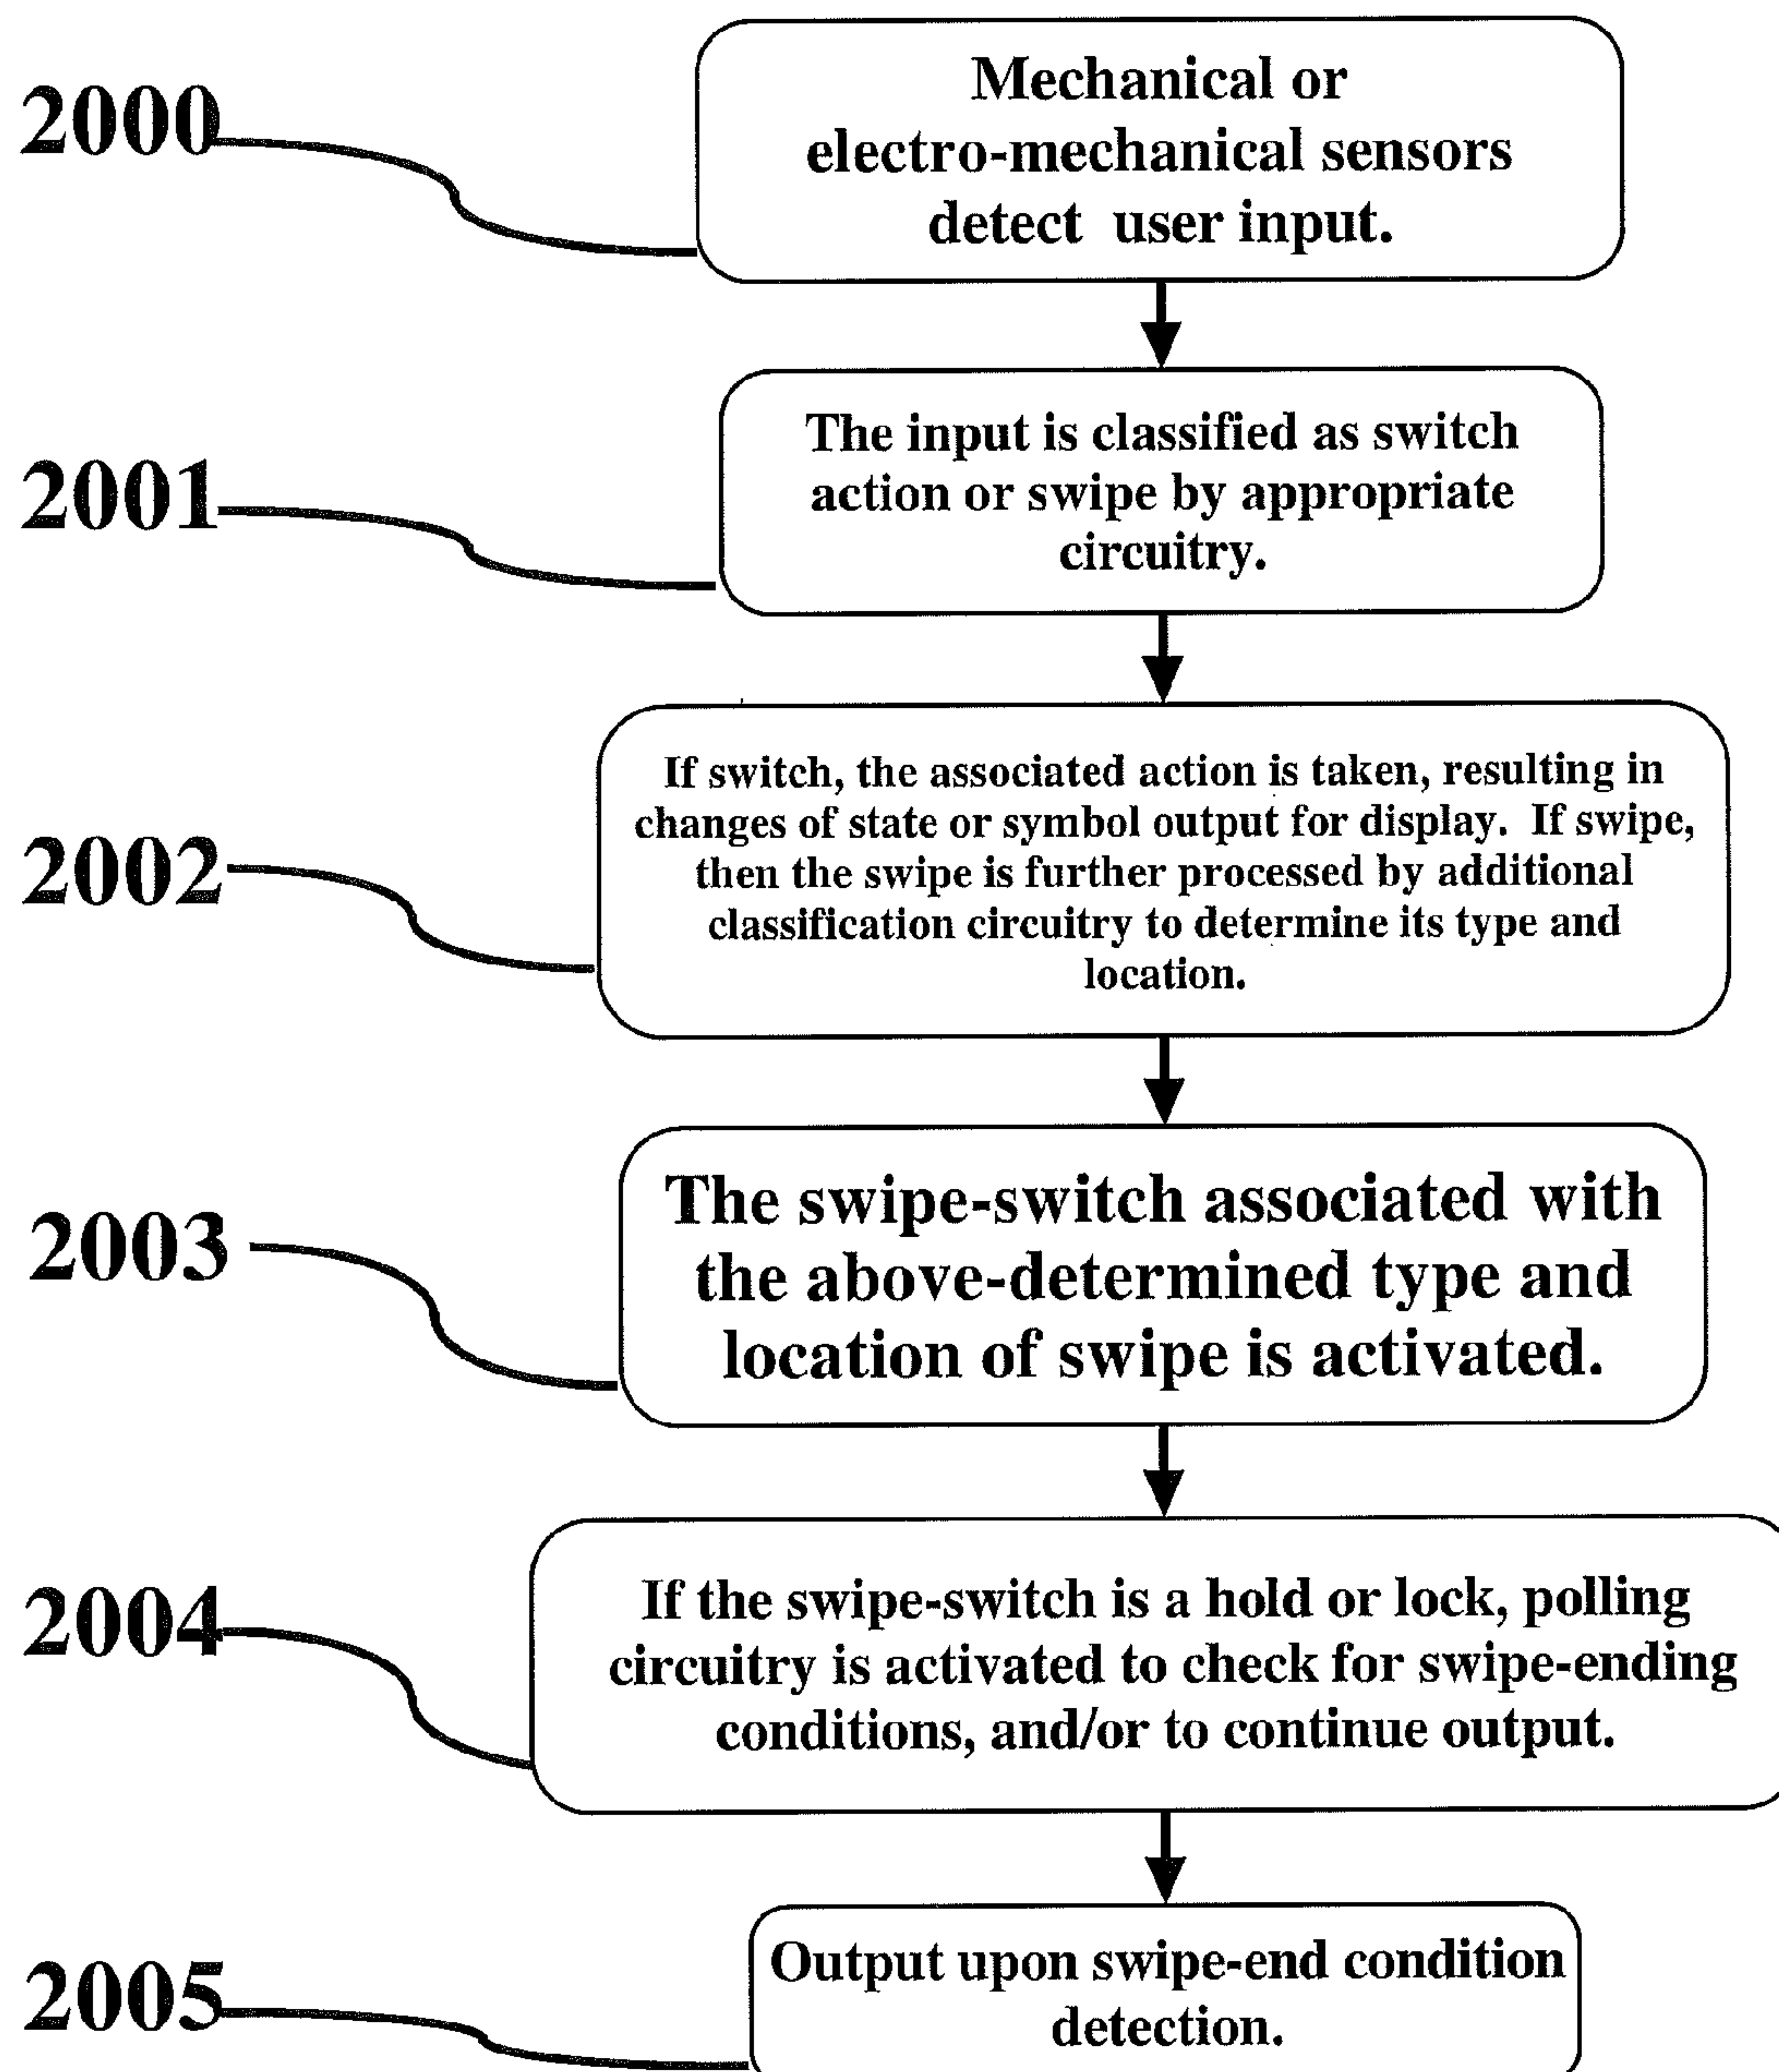 2000
Mechanical or
electro-mechanical sensors
detect user input.
2001
The input is classified as switch
action or swipe by appropriate
circuitry.
2002
If switch, the associated action is taken, resulting in
changes of state or symbol output for display. If swipe,
then the swipe is further processed by additional
classification circuitry to determine its type and
location.
2003
The swipe-switch associated with
the above-determined type and
location of swipe is activated.
2004
If the swipe-switch is a hold or lock, polling
circuitry is activated to check for swipe-ending
conditions, and/or to continue output.
2005
Output upon swipe-end condition
detection.